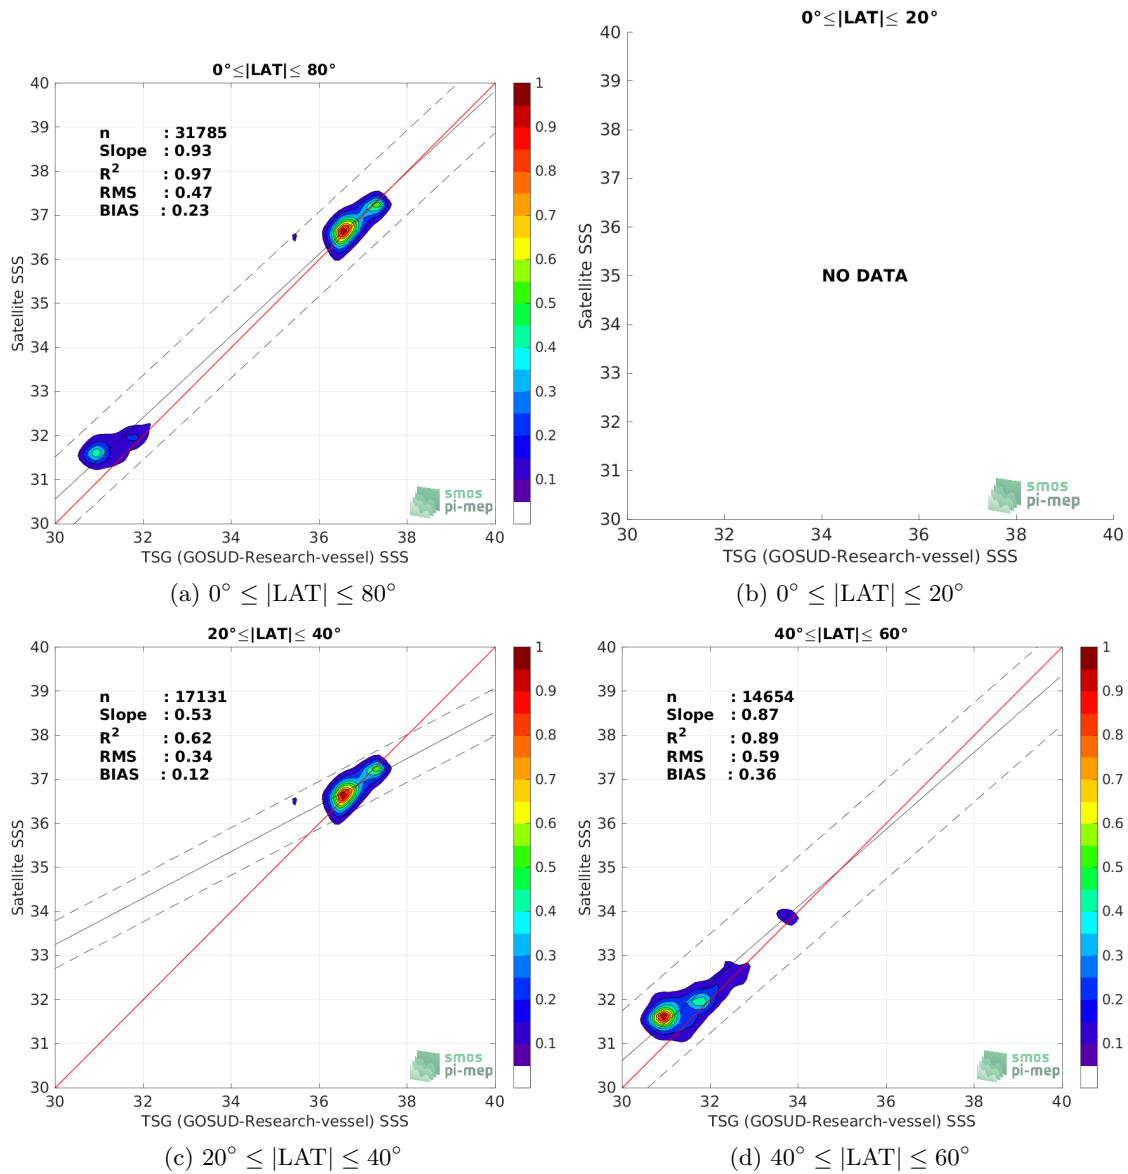 0°≤|LAT|≤ 80°
n : 31785
Slope : 0.93
R² : 0.97
RMS : 0.47
BIAS : 0.23
40
39
38
37
36
35
34
33
32
31
30
30
32
34
36
38
40
Satellite SSS
TSG (GOSUD-Research-vessel) SSS
1
0.9
0.8
0.7
0.6
0.5
0.4
0.3
0.2
0.1
smos
pi-mep
(a) 0° ≤ |LAT| ≤ 80°
0°≤|LAT|≤ 20°
NO DATA
40
39
38
37
36
35
34
33
32
31
30
30
32
34
36
38
40
Satellite SSS
TSG (GOSUD-Research-vessel) SSS
smos
pi-mep
(b) 0° ≤ |LAT| ≤ 20°
20°≤|LAT|≤ 40°
n : 17131
Slope : 0.53
R² : 0.62
RMS : 0.34
BIAS : 0.12
40
39
38
37
36
35
34
33
32
31
30
30
32
34
36
38
40
Satellite SSS
TSG (GOSUD-Research-vessel) SSS
1
0.9
0.8
0.7
0.6
0.5
0.4
0.3
0.2
0.1
smos
pi-mep
(c) 20° ≤ |LAT| ≤ 40°
40°≤|LAT|≤ 60°
n : 14654
Slope : 0.87
R² : 0.89
RMS : 0.59
BIAS : 0.36
40
39
38
37
36
35
34
33
32
31
30
30
32
34
36
38
40
Satellite SSS
TSG (GOSUD-Research-vessel) SSS
1
0.9
0.8
0.7
0.6
0.5
0.4
0.3
0.2
0.1
smos
pi-mep
(d) 40° ≤ |LAT| ≤ 60°